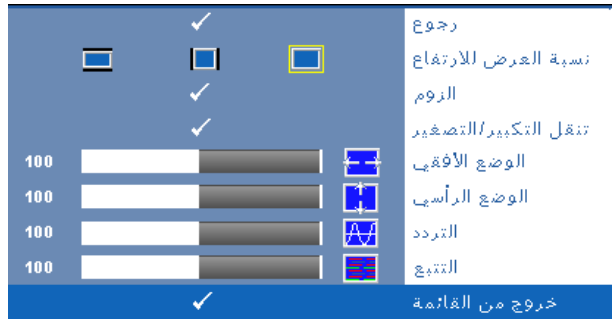 رجوع
نسبة العرض للارتفاع
الزوم
تنقل التكبير/التصغير
الوضع الأفقي 100
الوضع الرأسي 100
التردد 100
التتبع 100
خروج من القائمة